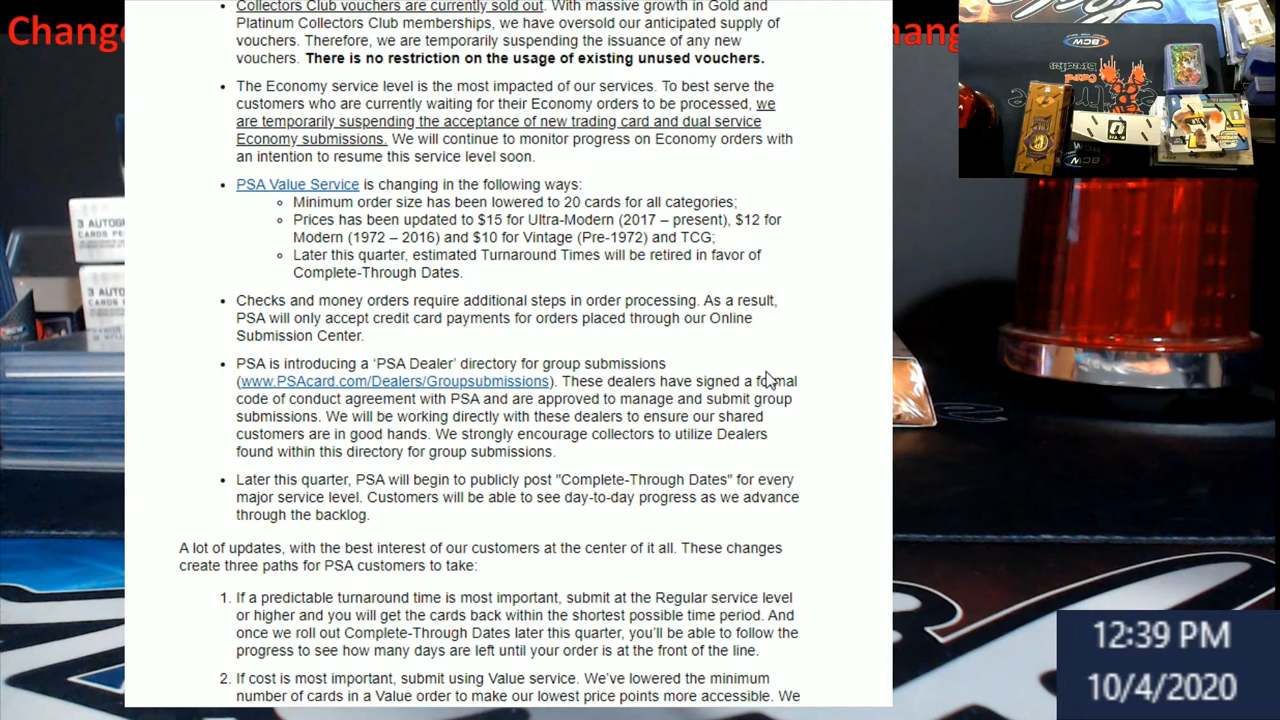 Collectors Club vouchers are currently sold out. With massive growth in Gold and
Platinum Collectors Club memberships, we have oversold our anticipated supply of
vouchers. Therefore, we are temporarily suspending the issuance of any new
vouchers. There is no restriction on the usage of existing unused vouchers.
• The Economy service level is the most impacted of our services. To best serve the
customers who are currently waiting for their Economy orders to be processed, we
are temporarily suspending the acceptance of new trading card and dual service
Economy submissions. We will continue to monitor progress on Economy orders with
an intention to resume this service level soon.
• PSA Value Service is changing in the following ways:
○ Minimum order size has been lowered to 20 cards for all categories;
○ Prices has been updated to $15 for Ultra-Modern (2017 – present), $12 for
Modern (1972 – 2016) and $10 for Vintage (Pre-1972) and TCG;
○ Later this quarter, estimated Turnaround Times will be retired in favor of
Complete-Through Dates.
• Checks and money orders require additional steps in order processing. As a result,
PSA will only accept credit card payments for orders placed through our Online
Submission Center.
• PSA is introducing a ‘PSA Dealer’ directory for group submissions
(www.PSAcard.com/Dealers/Groupsubmissions). These dealers have signed a formal
code of conduct agreement with PSA and are approved to manage and submit group
submissions. We will be working directly with these dealers to ensure our shared
customers are in good hands. We strongly encourage collectors to utilize Dealers
found within this directory for group submissions.
• Later this quarter, PSA will begin to publicly post "Complete-Through Dates" for every
major service level. Customers will be able to see day-to-day progress as we advance
through the backlog.
A lot of updates, with the best interest of our customers at the center of it all. These changes
create three paths for PSA customers to take:
1. If a predictable turnaround time is most important, submit at the Regular service level
or higher and you will get the cards back within the shortest possible time period. And
once we roll out Complete-Through Dates later this quarter, you’ll be able to follow the
progress to see how many days are left until your order is at the front of the line.
2. If cost is most important, submit using Value service. We’ve lowered the minimum
number of cards in a Value order to make our lowest price points more accessible. We
Change
3 AUTOG
CARDS PE
3 AUTO
CARDS P
BCW
Card
Breaks
BCW
12:39 PM
10/4/2020